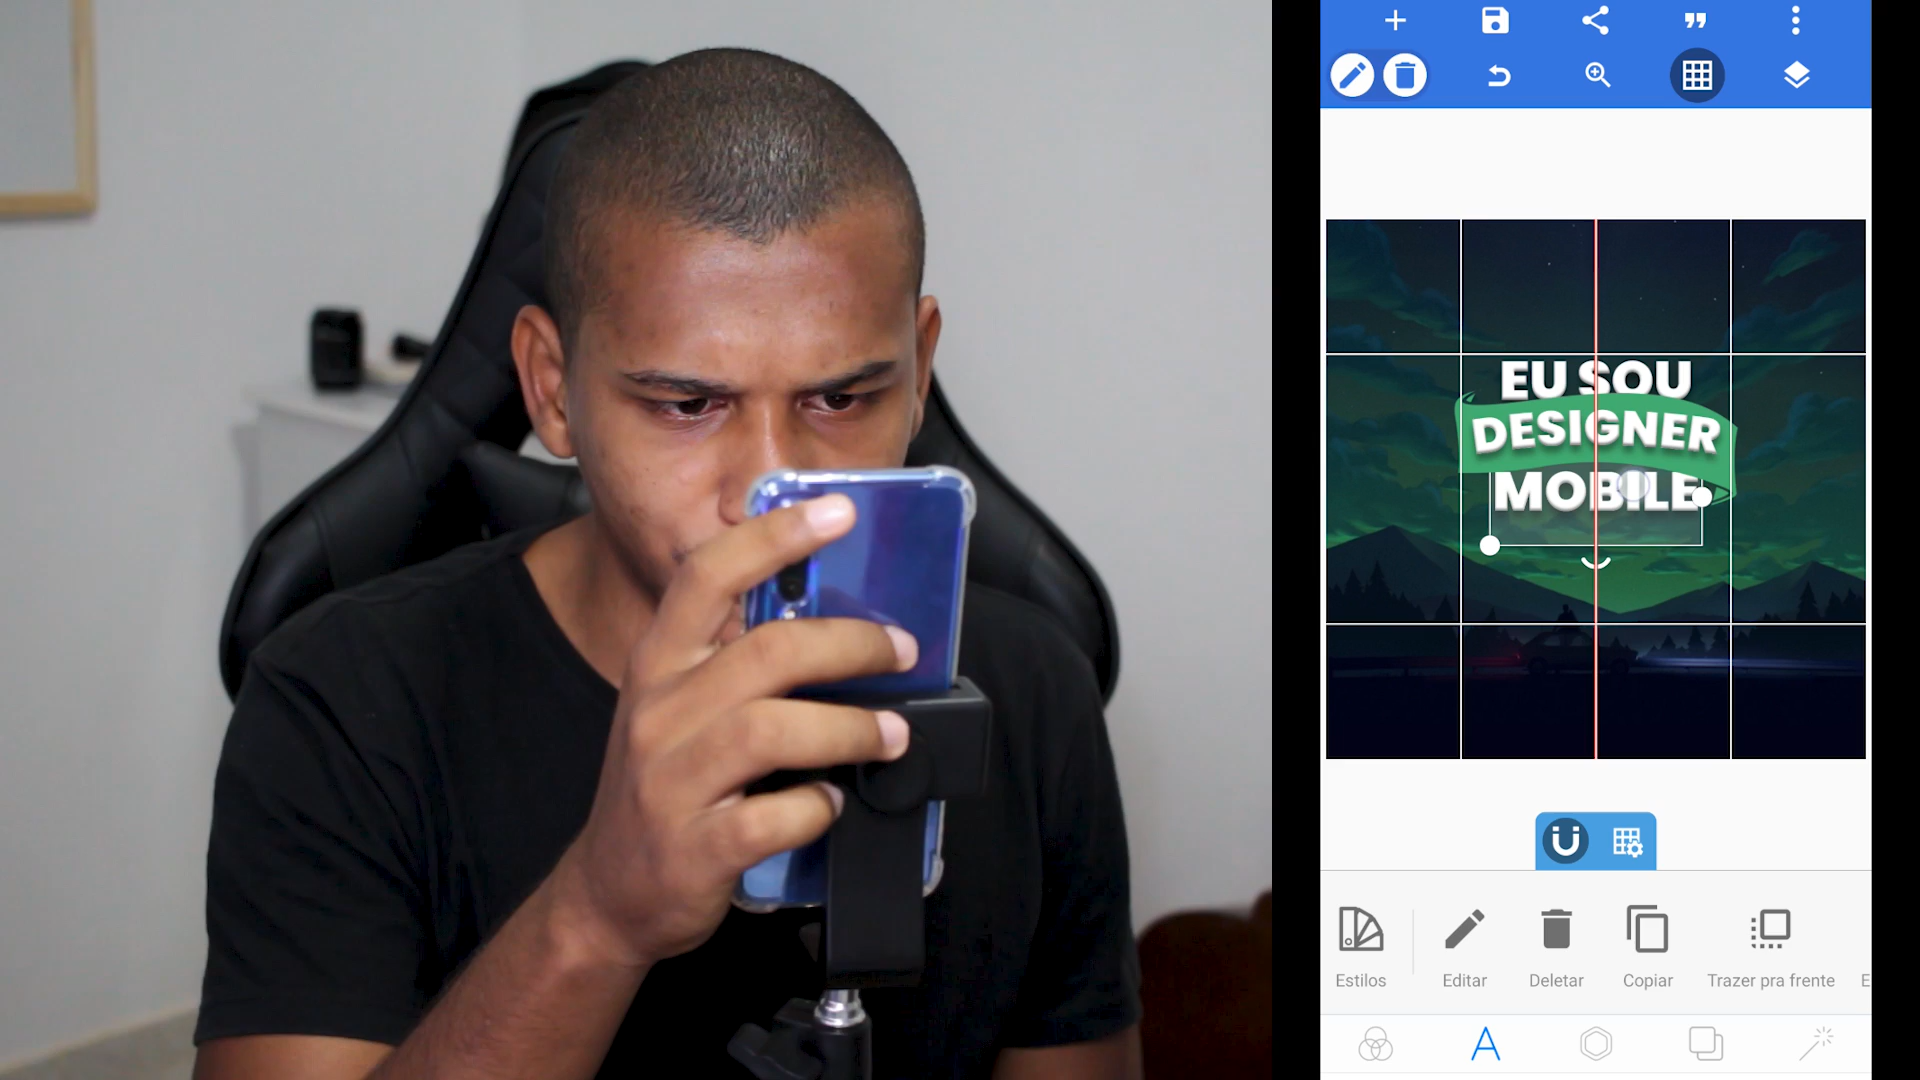 EU SOU
DESIGNER
MOBILE
Estilos
Editar
Deletar
Copiar
Trazer pra frente
E